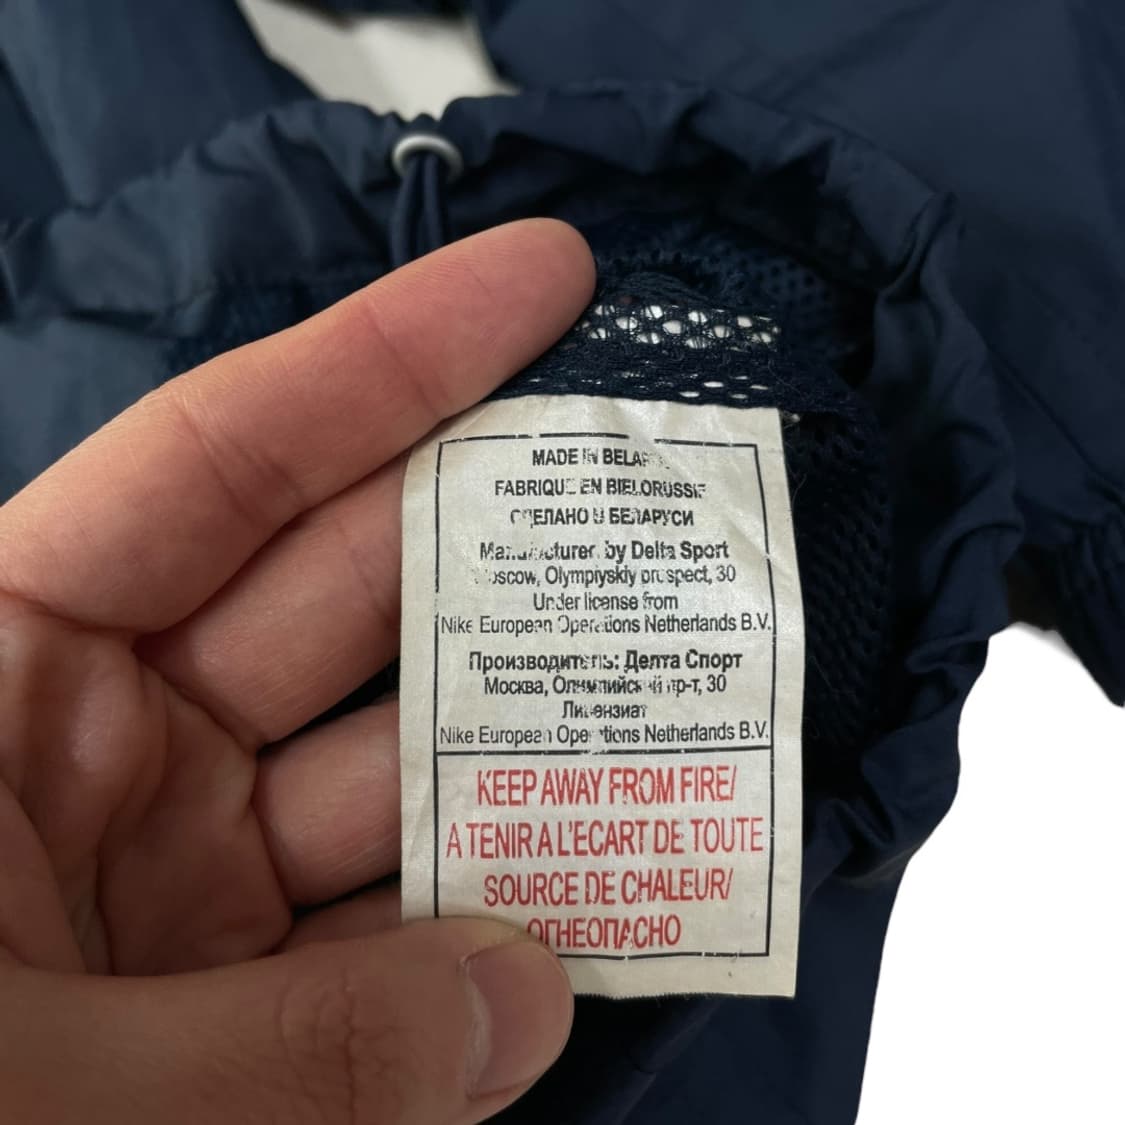 MADE IN BELARUS
FABRIQUE EN BIELORUSSIE
СДЕЛАНО В БЕЛАРУСИ
Manufacturer by Delta Sport
Moscow, Olympiyskiy prospect, 30
Under license from
Nike European Operations Netherlands B.V.
Производитель: Делта Спорт
Москва, Олимпийский пр-т, 30
Лицензиат
Nike European Operations Netherlands B.V.
KEEP AWAY FROM FIRE/
A TENIR A L'ECART DE TOUTE
SOURCE DE CHALEUR/
ОГНЕОПАСНО